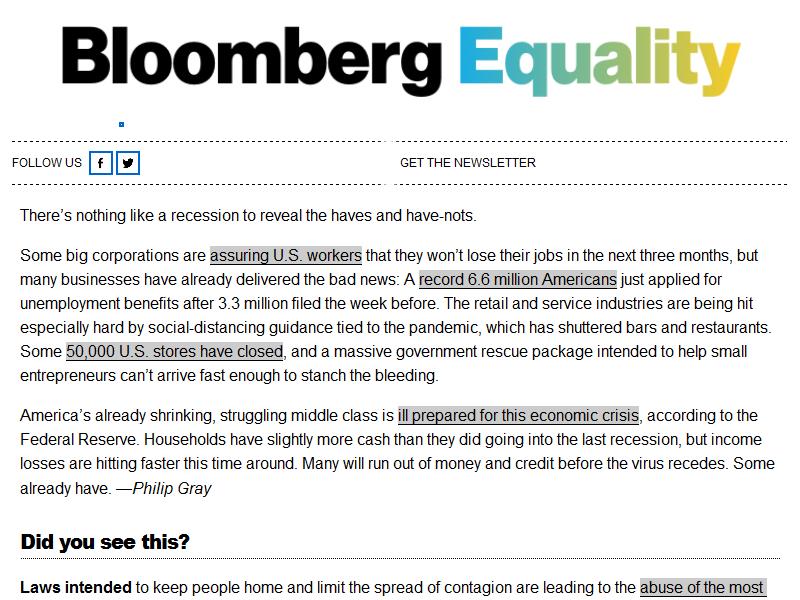 Bloomberg Equality
FOLLOW US
GET THE NEWSLETTER
There’s nothing like a recession to reveal the haves and have-nots.
Some big corporations are assuring U.S. workers that they won’t lose their jobs in the next three months, but
many businesses have already delivered the bad news: A record 6.6 million Americans just applied for
unemployment benefits after 3.3 million filed the week before. The retail and service industries are being hit
especially hard by social-distancing guidance tied to the pandemic, which has shuttered bars and restaurants.
Some 50,000 U.S. stores have closed, and a massive government rescue package intended to help small
entrepreneurs can’t arrive fast enough to stanch the bleeding.
America’s already shrinking, struggling middle class is ill prepared for this economic crisis, according to the
Federal Reserve. Households have slightly more cash than they did going into the last recession, but income
losses are hitting faster this time around. Many will run out of money and credit before the virus recedes. Some
already have. —Philip Gray
Did you see this?
Laws intended to keep people home and limit the spread of contagion are leading to the abuse of the most